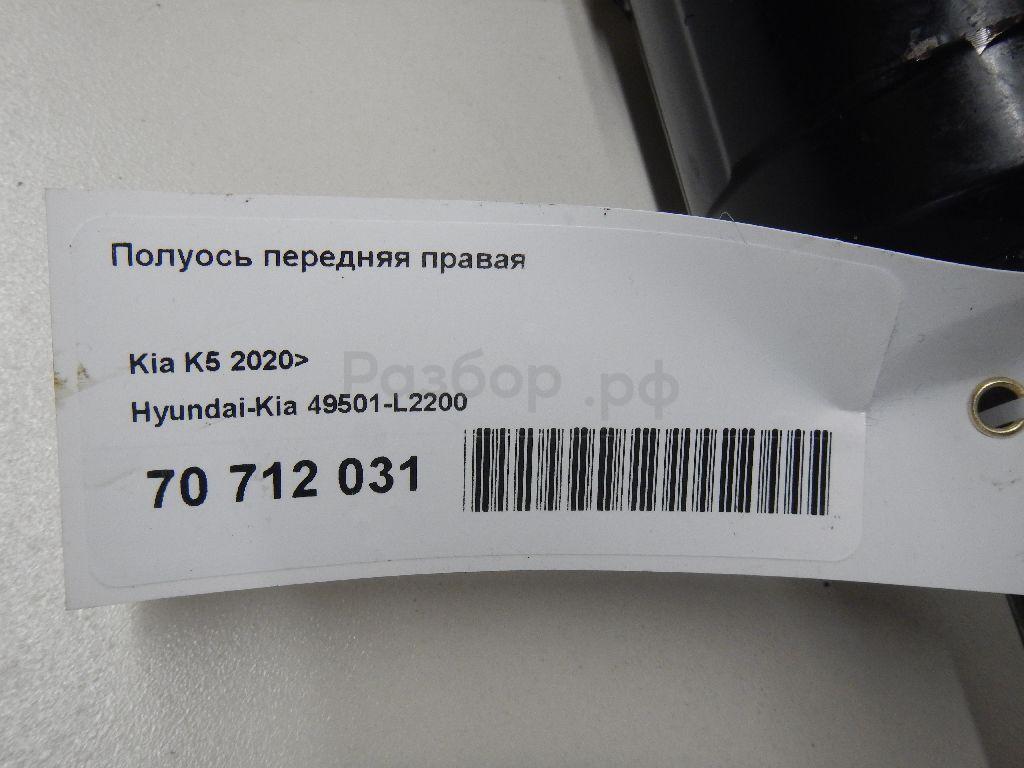 Полуось передняя правая
Kia K5 2020>
Разбор.рф
Hyundai-Kia 49501-L2200
70 712 031